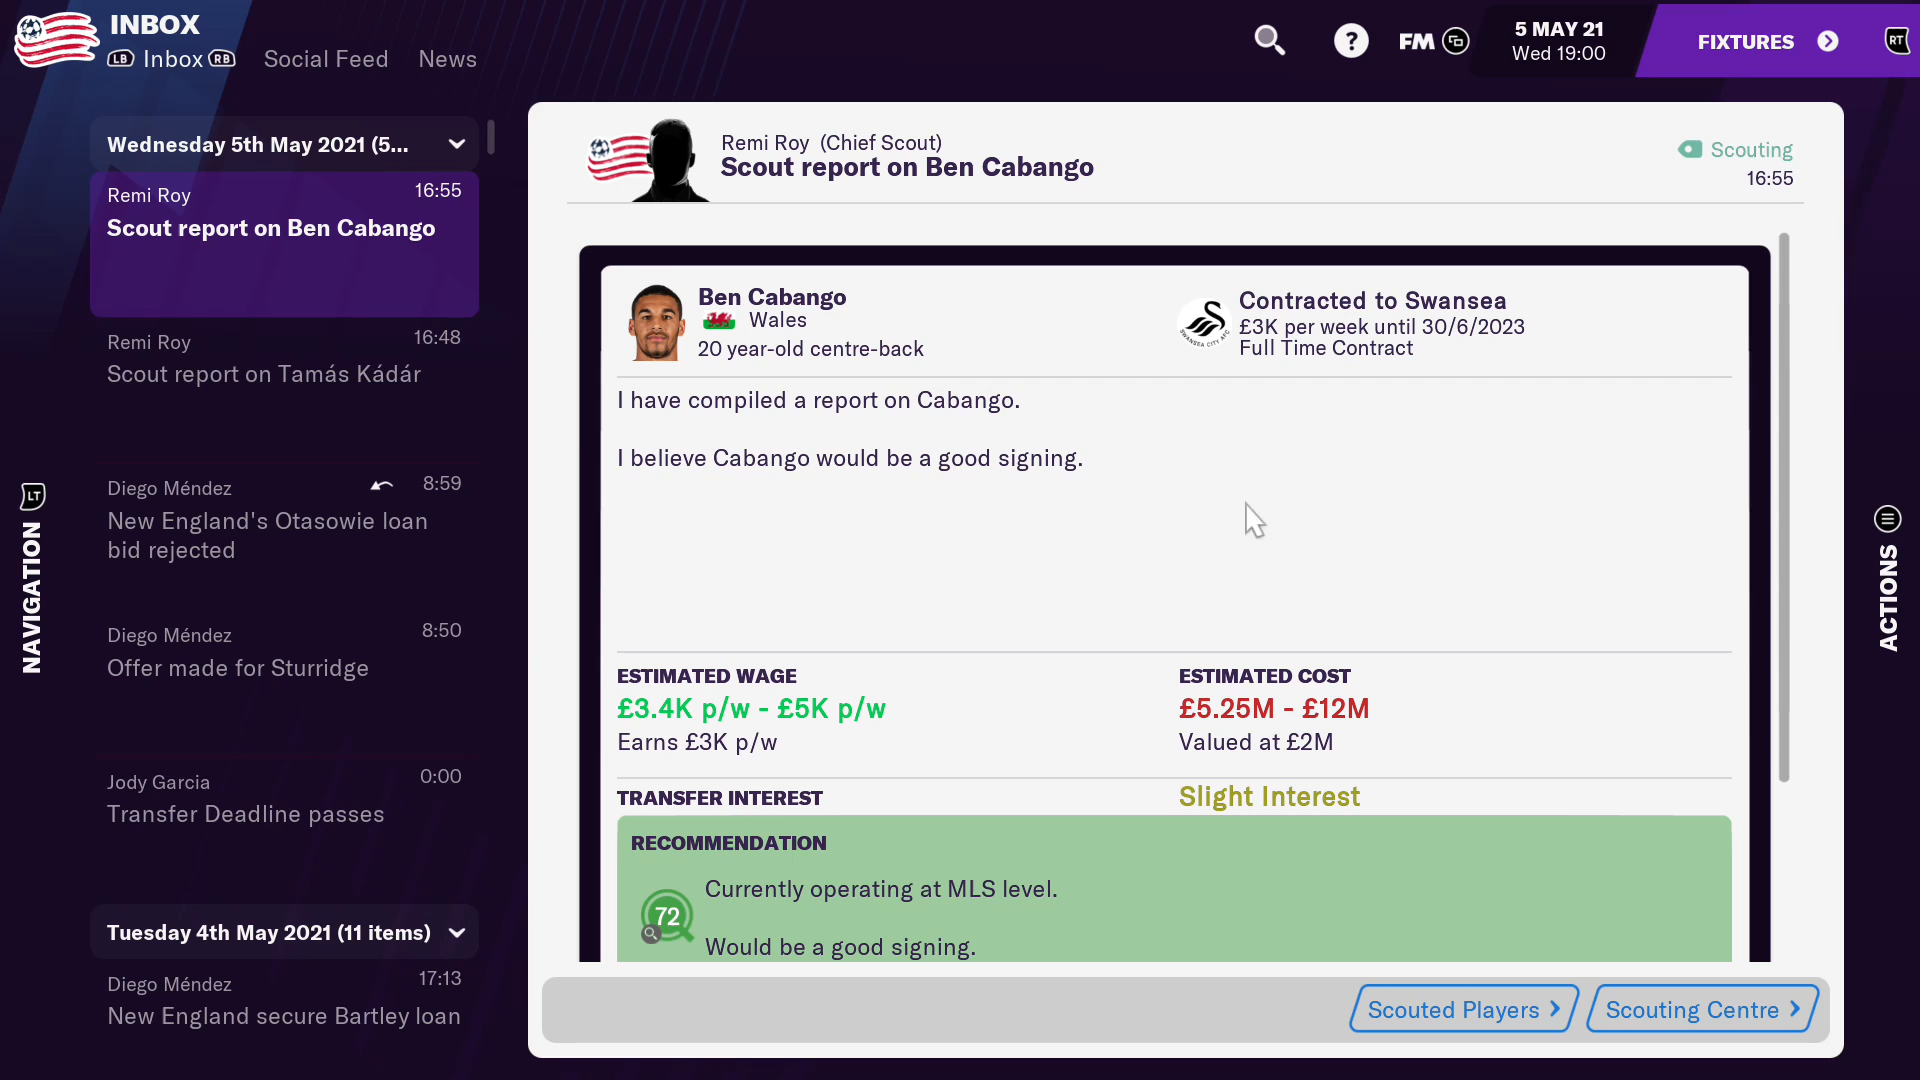 INBOX
LB Inbox RB
Social Feed
News
FM
5 MAY 21
Wed 19:00
FIXTURES
RT
LT
NAVIGATION
ACTIONS
Wednesday 5th May 2021 (5...
Remi Roy
16:55
Scout report on Ben Cabango
Remi Roy
16:48
Scout report on Tamás Kádár
Diego Méndez
8:59
New England's Otasowie loan
bid rejected
Diego Méndez
8:50
Offer made for Sturridge
Jody Garcia
0:00
Transfer Deadline passes
Tuesday 4th May 2021 (11 items)
Diego Méndez
17:13
New England secure Bartley loan
Remi Roy (Chief Scout)
Scout report on Ben Cabango
Scouting
16:55
Ben Cabango
Wales
20 year-old centre-back
SWANSEA CITY AFC
Contracted to Swansea
£3K per week until 30/6/2023
Full Time Contract
I have compiled a report on Cabango.
I believe Cabango would be a good signing.
ESTIMATED WAGE
£3.4K p/w - £5K p/w
Earns £3K p/w
ESTIMATED COST
£5.25M - £12M
Valued at £2M
TRANSFER INTEREST
Slight Interest
RECOMMENDATION
72
Currently operating at MLS level.
Would be a good signing.
Scouted Players
Scouting Centre